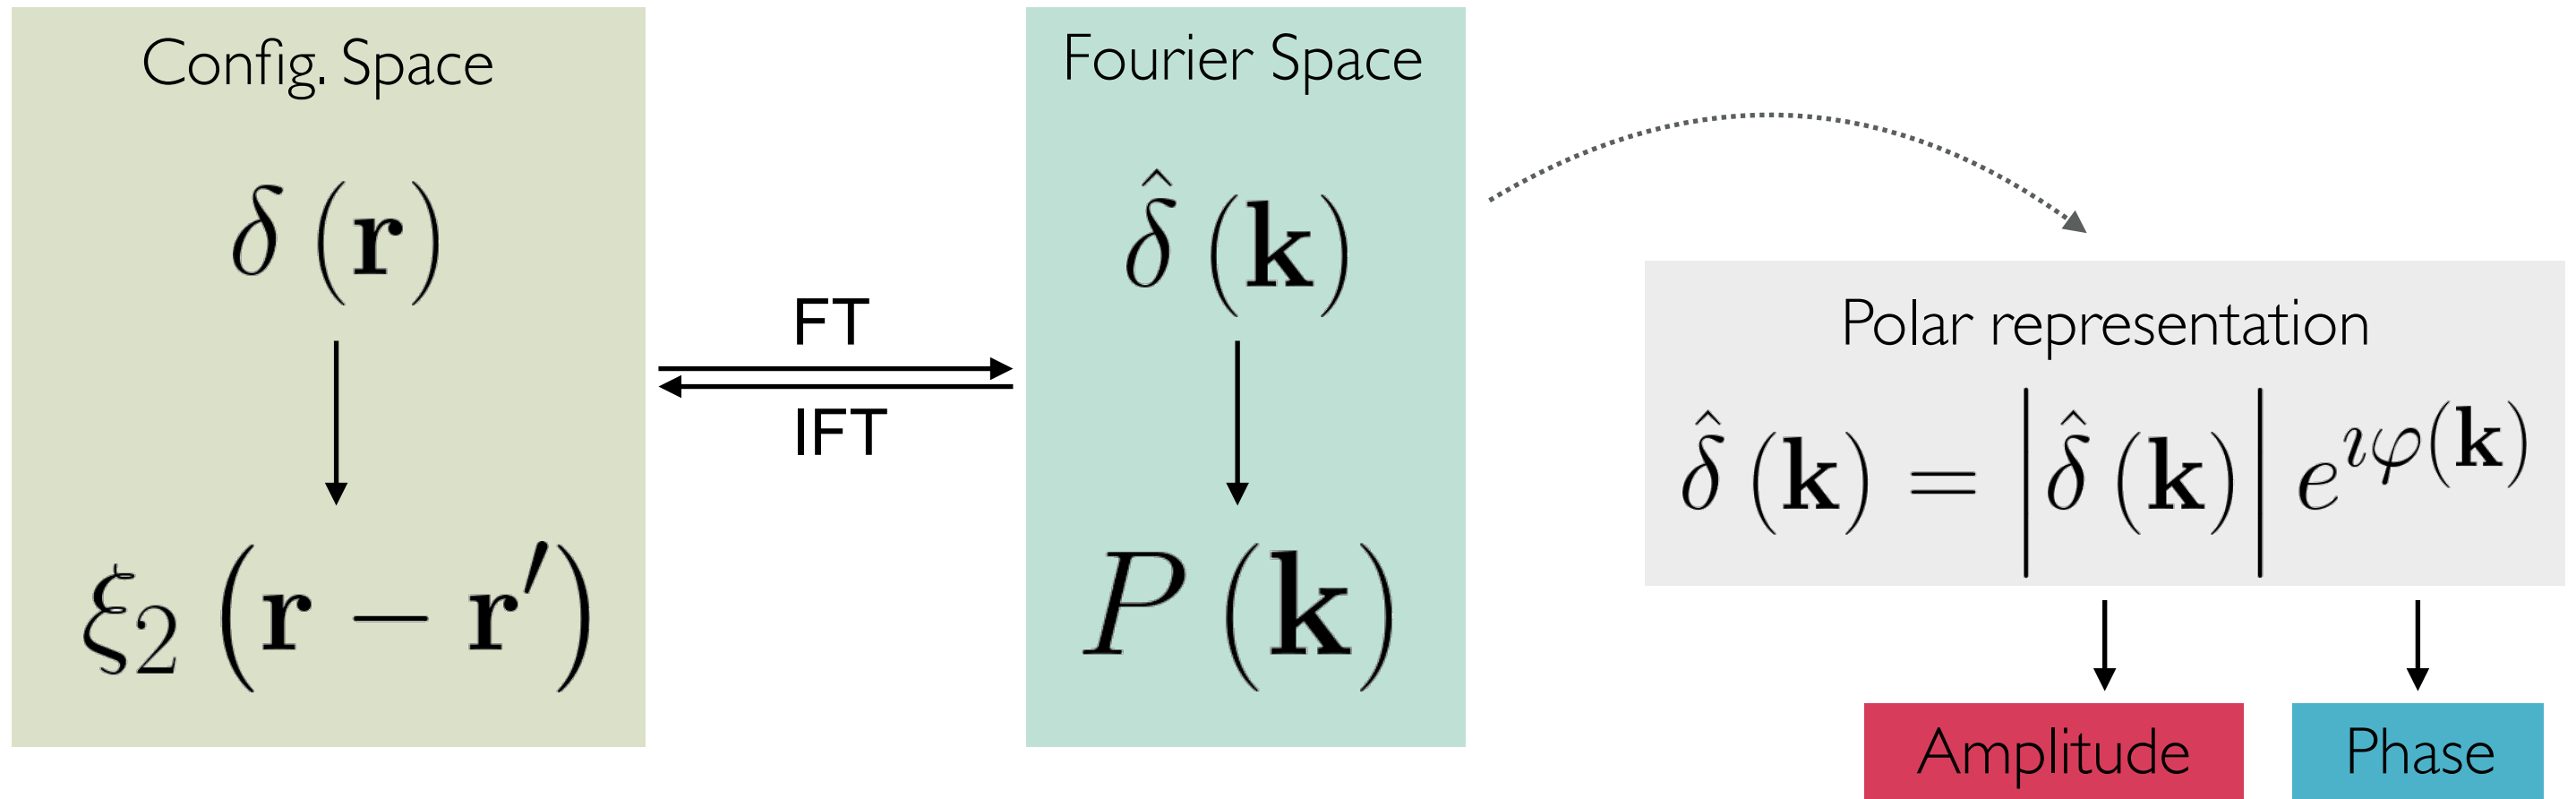 Config. Space
δ (r)
ξ₂ (r − r′)
FT
IFT
Fourier Space
δ̂ (k)
P (k)
Polar representation
δ̂ (k) = |δ̂ (k)| e^{ıφ(k)}
Amplitude
Phase